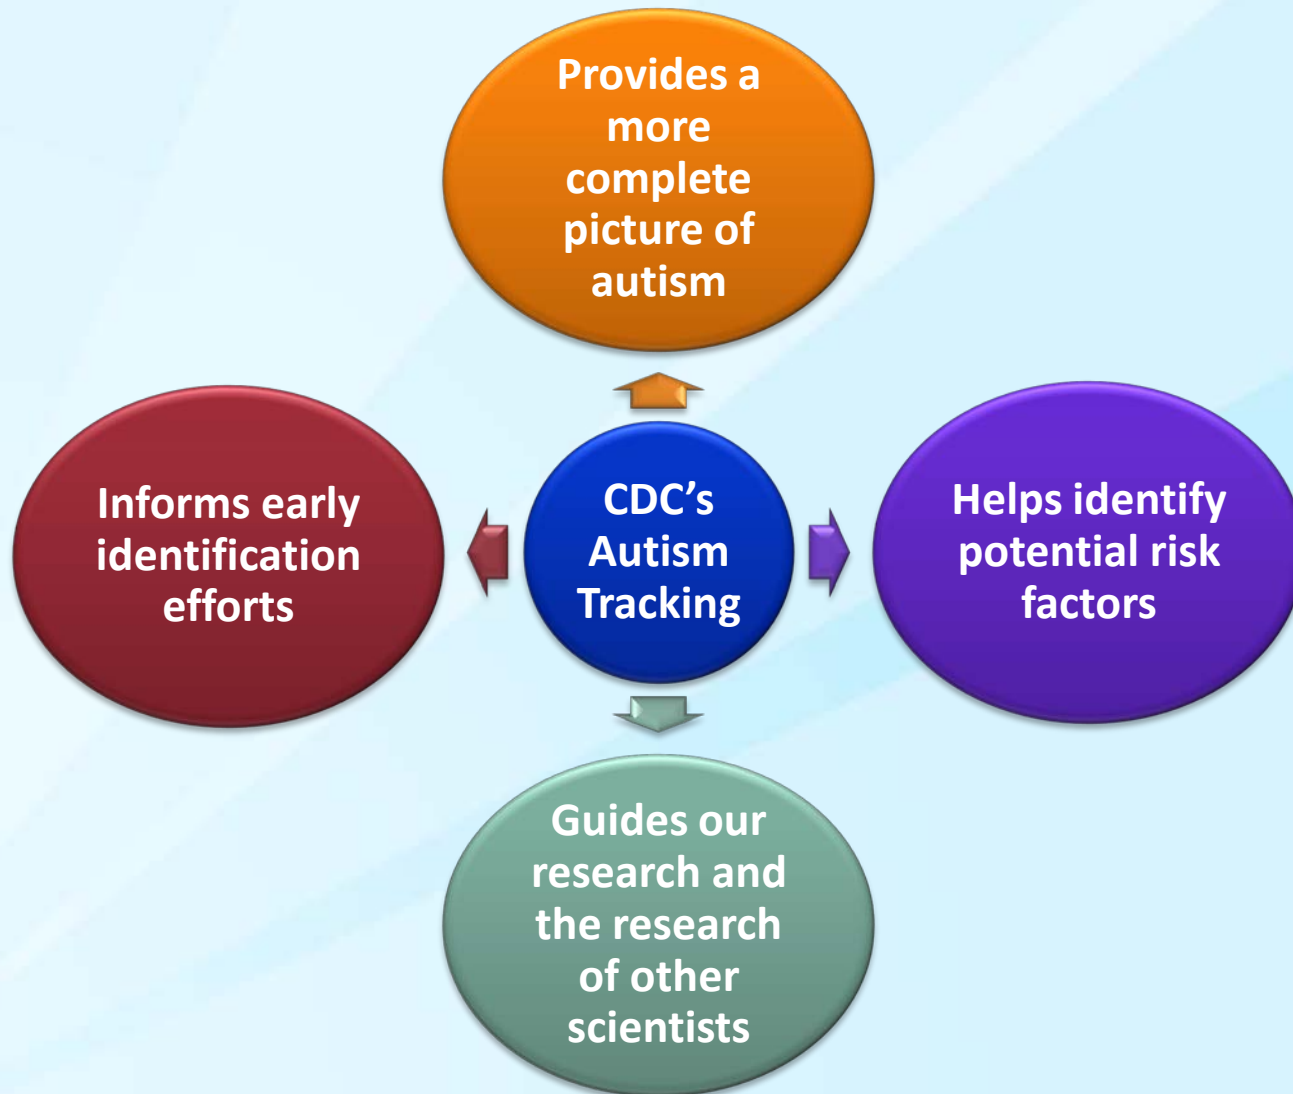 Provides a
more
complete
picture of
autism
Informs early
identification
efforts
CDC’s
Autism
Tracking
Helps identify
potential risk
factors
Guides our
research and
the research
of other
scientists